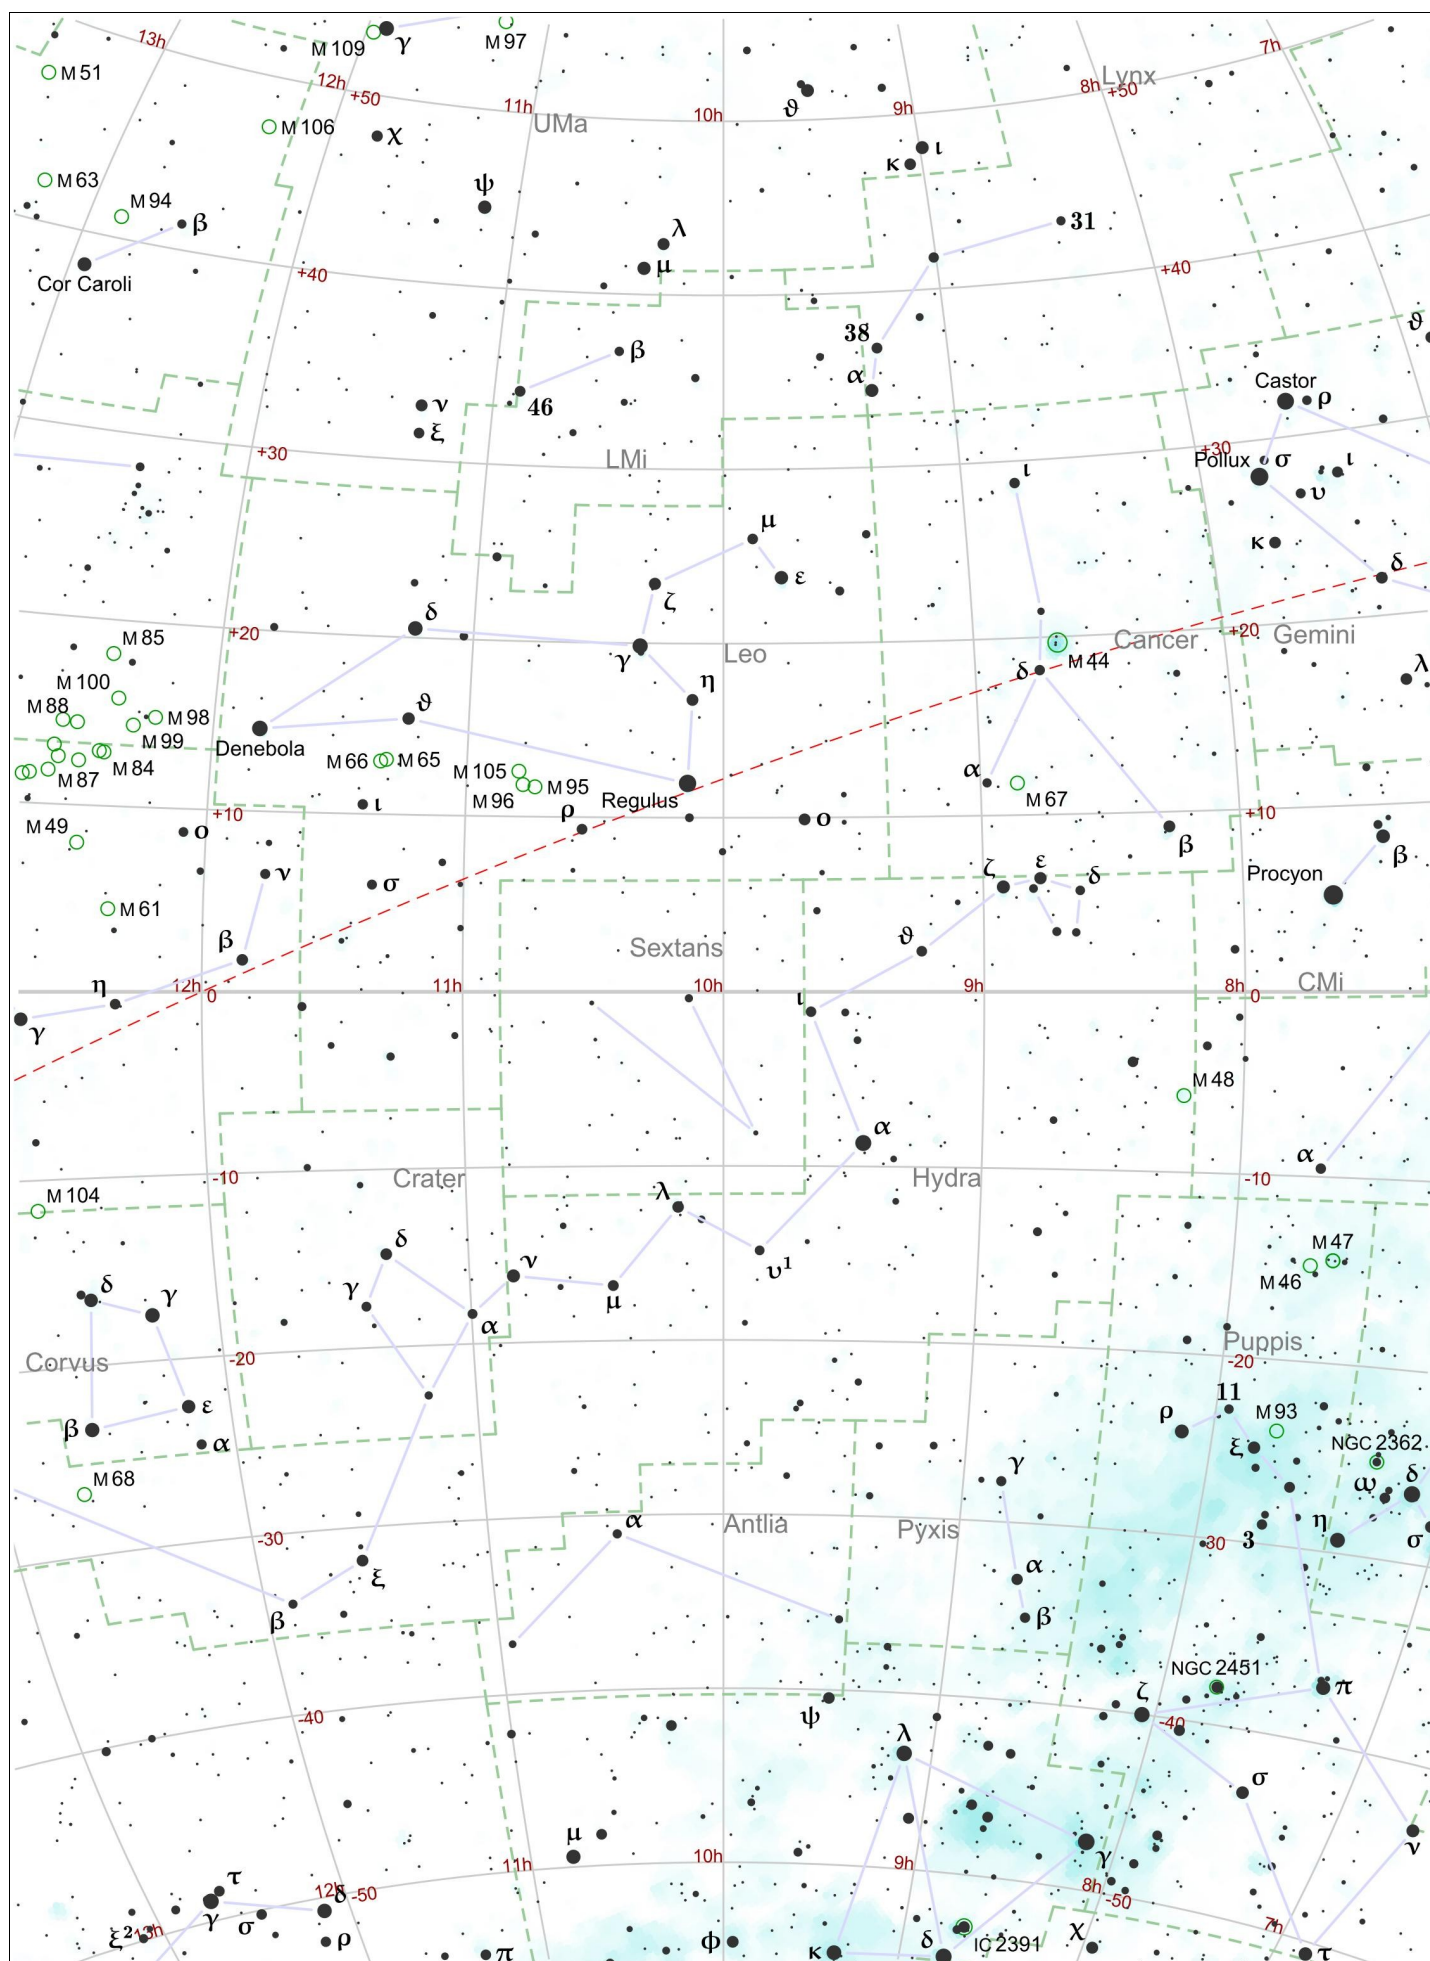 13h
M 109
γ
M 97
7h
M 51
12h
+50
11h
UMa
10h
ϑ
9h
8h
+50
Lynx
M 106
χ
κ
ι
M 63
M 94
β
ψ
λ
μ
31
Cor Caroli
+40
+40
38
ϑ
β
α
Castor
ρ
ν
46
ξ
+30
LMi
+30
Pollux
σ
ι
ι
υ
μ
κ
ε
δ
ζ
M 85
δ
+20
γ
Leo
Cancer
+20
Gemini
M 100
δ
M 44
λ
M 88
M 98
ϑ
η
M 99
Denebola
M 87
M 84
M 66
M 65
M 105
M 95
α
M 96
Regulus
M 67
+10
ι
ρ
ο
+10
M 49
ο
β
β
ν
σ
ζ
ε
δ
Procyon
M 61
β
Sextans
ϑ
η
12h
0
11h
10h
ι
9h
8h
0
CMi
γ
M 48
α
α
-10
Crater
Hydra
-10
M 104
λ
δ
M 47
ν
υ¹
M 46
δ
γ
γ
μ
α
Corvus
-20
Puppis
-20
11
β
ε
ρ
M 93
α
ξ
NGC 2362
M 68
γ
ω
δ
-30
α
Antlia
Pyxis
3
-30
η
σ
ξ
α
β
β
NGC 2451
-40
ψ
ζ
-40
π
λ
σ
μ
γ
ν
11h
10h
9h
8h
-50
τ
12h
-50
δ
γ
σ
ξ²
13h
ρ
π
φ
κ
δ
IC 2391
χ
7h
τ